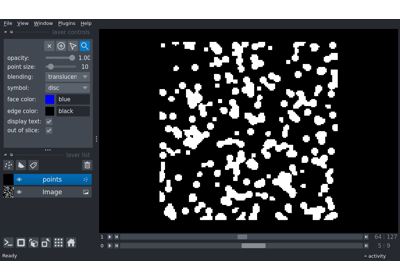 File View Window Plugins Help
layer controls
opacity: 1.00
point size: 10
blending: translucen
symbol: disc
face color: blue
edge color: black
display text:
out of slice:
layer list
points
Image
1 64 127
0 5 9
Ready activity